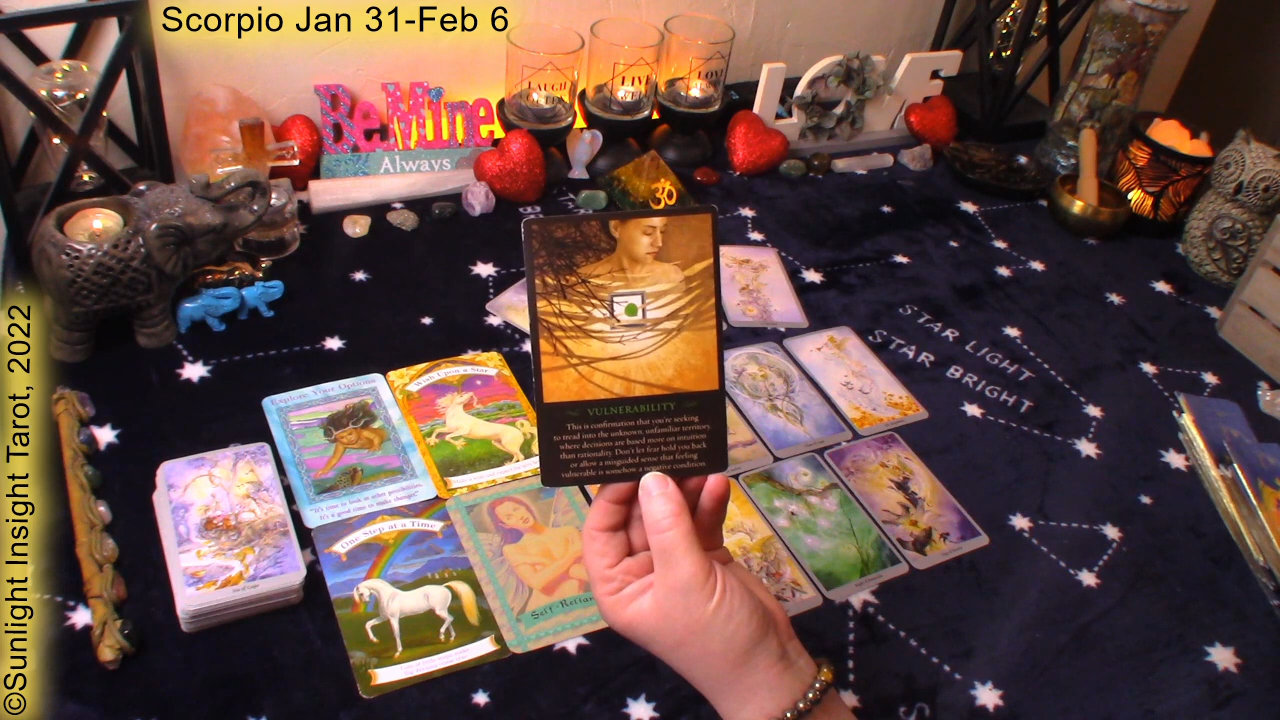 Scorpio Jan 31-Feb 6
©Sunlight Insight Tarot, 2022
Be Mine
Always
LAUGH
LIVE
LOVE
LOVE
ॐ
STAR LIGHT
STAR BRIGHT
Explore Your Options
"It's time to look at other possibilities.
It's a good time to make changes."
Wish Upon a Star
One Step at a Time
VULNERABILITY
This is confirmation that you're seeking
to tread into the unknown, unfamiliar territory,
where decisions are based more on intuition
than rationality. Don't let fear hold you back
or allow a misguided sense that feeling
vulnerable is somehow a negative condition.